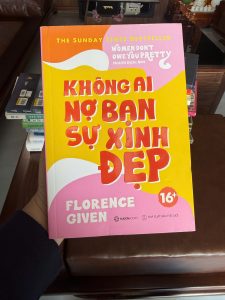 THE SUNDAY TIMES BESTSELLER
WOMEN DON'T
OWE YOU PRETTY
KHÔNG AI
NỢ BẠN
SỰ XINH
ĐẸP
FLORENCE
GIVEN
16+